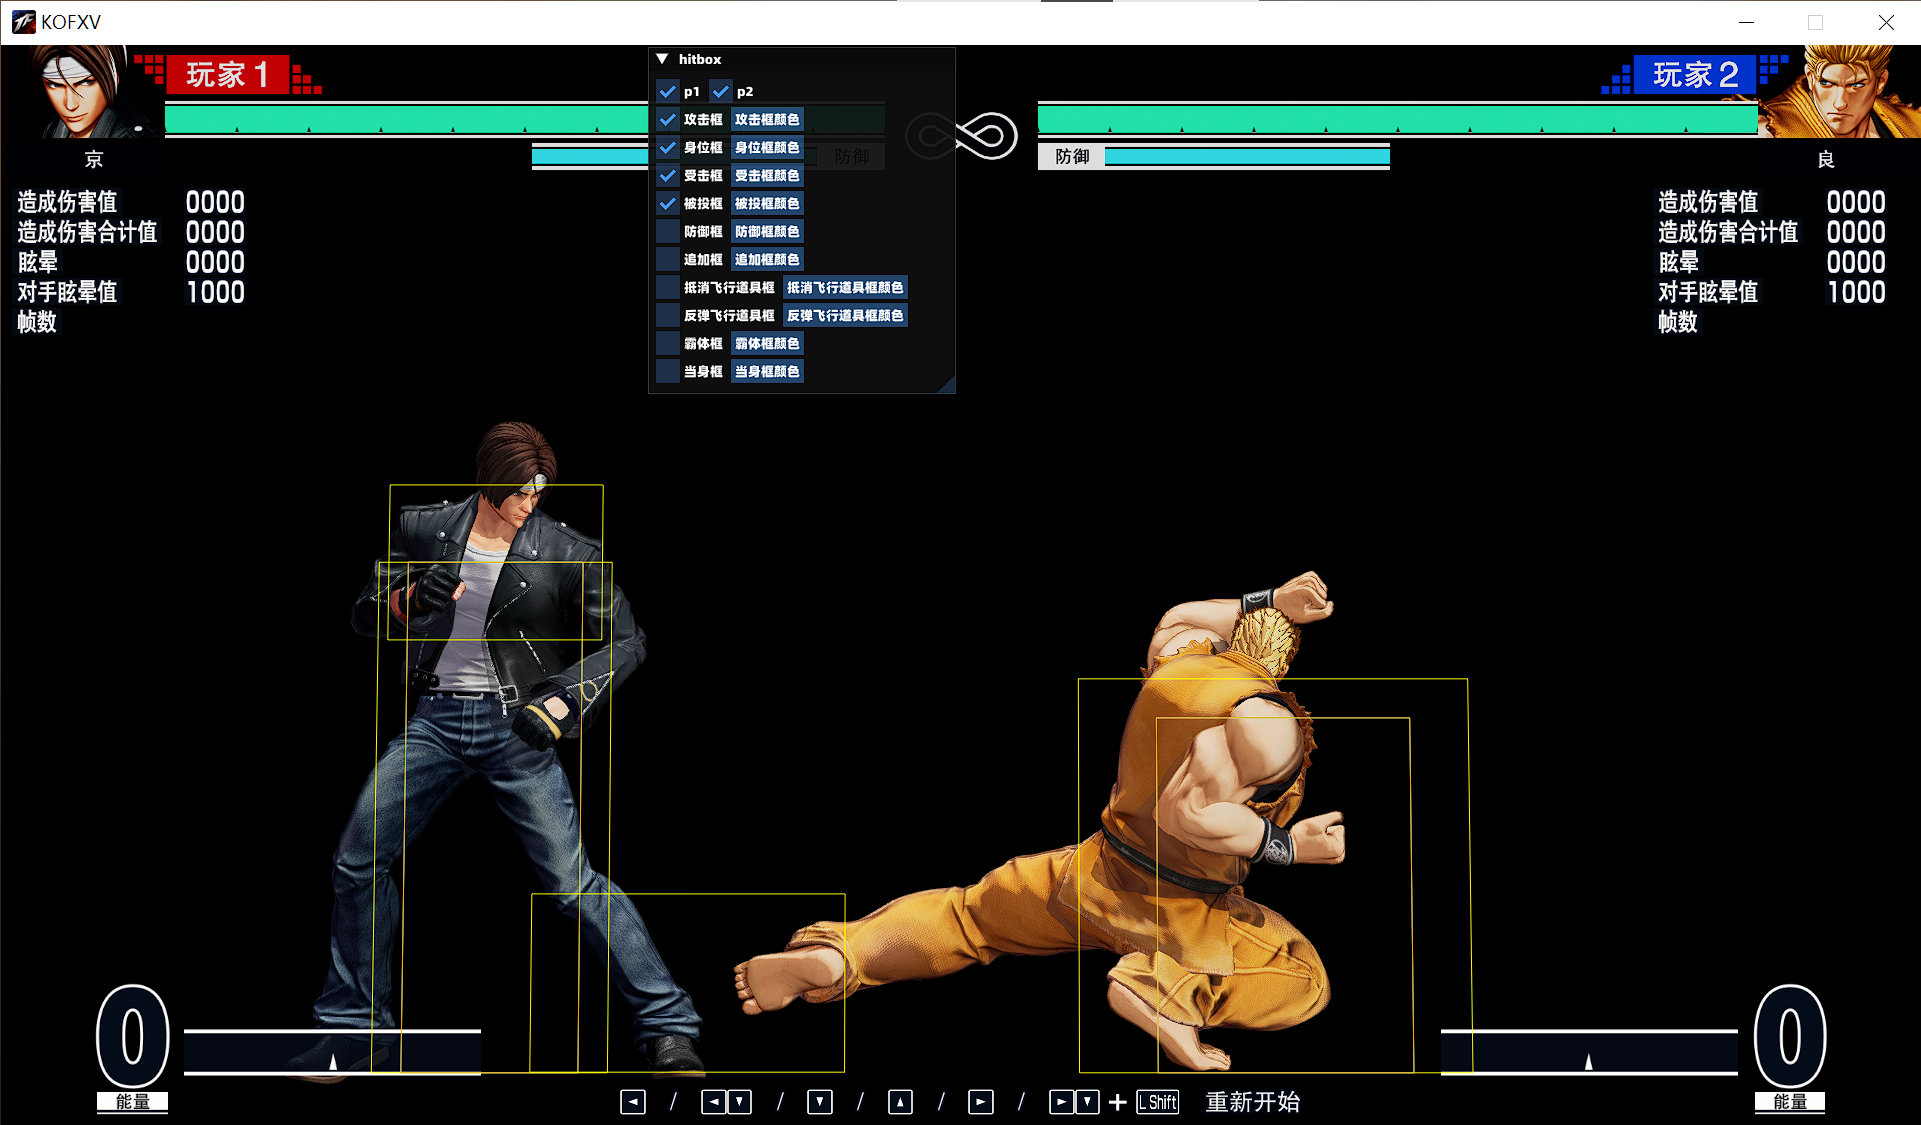 KOFXV
玩家1
玩家2
hitbox
p1 p2
攻击框 攻击框颜色
身位框 身位框颜色
受击框 受击框颜色
被投框 被投框颜色
防御框 防御框颜色
追加框 追加框颜色
抵消飞行道具框 抵消飞行道具框颜色
反弹飞行道具框 反弹飞行道具框颜色
霸体框 霸体框颜色
当身框 当身框颜色
防御
防御
京
良
造成伤害值 0000
造成伤害合计值 0000
眩晕 0000
对手眩晕值 1000
帧数
造成伤害值 0000
造成伤害合计值 0000
眩晕 0000
对手眩晕值 1000
帧数
0
能量
/ / / / / + L Shift 重新开始
0
能量